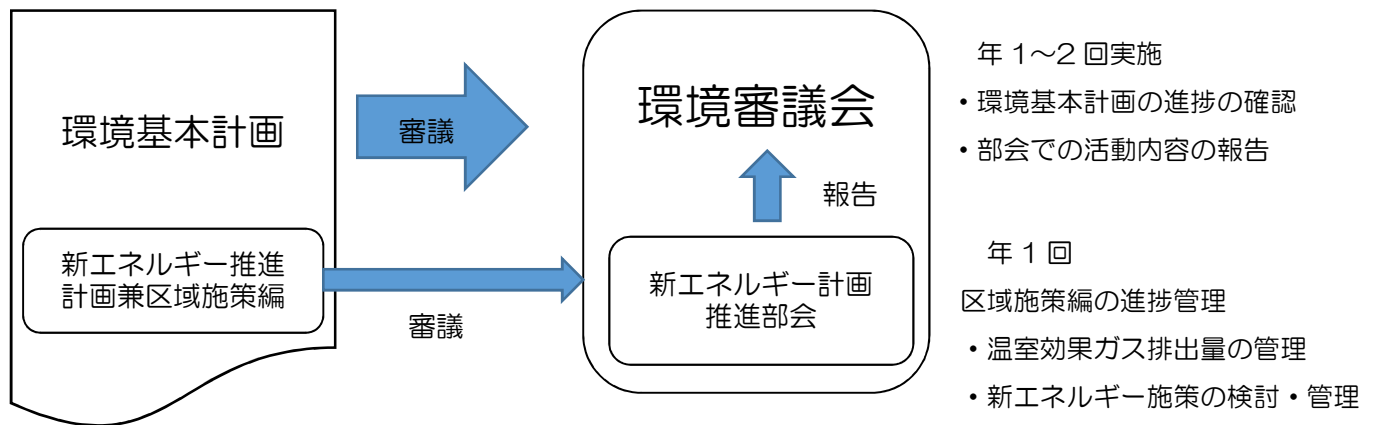 環境基本計画
新エネルギー推進
計画兼区域施策編
審議
審議
環境審議会
報告
新エネルギー計画
推進部会
年 1～2 回実施
・環境基本計画の進捗の確認
・部会での活動内容の報告
年 1 回
区域施策編の進捗管理
・温室効果ガス排出量の管理
・新エネルギー施策の検討・管理